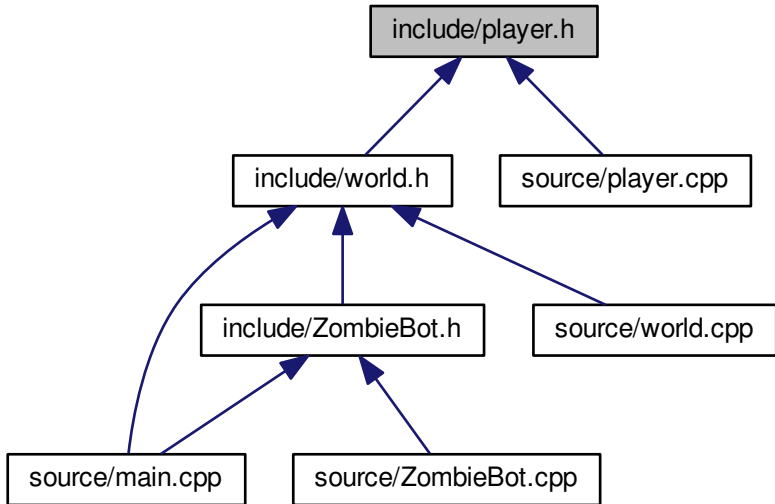 include/player.h
include/world.h
source/player.cpp
include/ZombieBot.h
source/world.cpp
source/main.cpp
source/ZombieBot.cpp